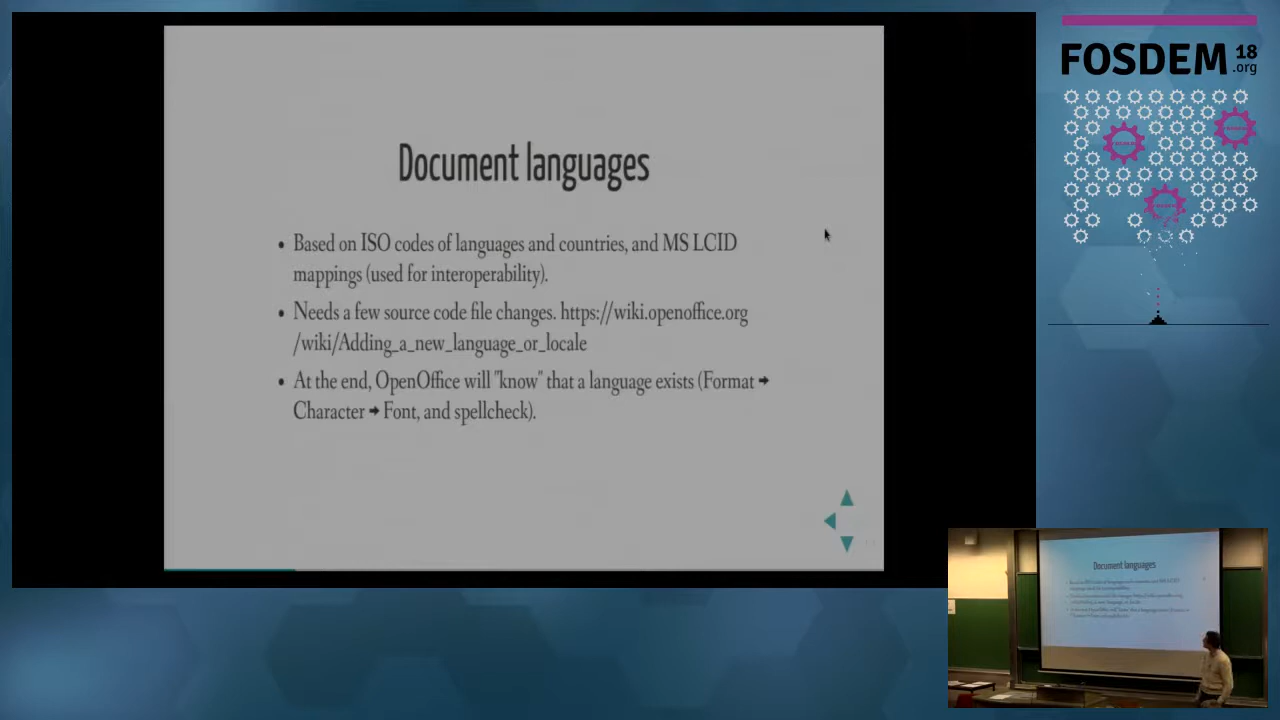 Document languages
• Based on ISO codes of languages and countries, and MS LCID
mappings (used for interoperability).
• Needs a few source code file changes. https://wiki.openoffice.org
/wiki/Adding_a_new_language_or_locale
• At the end, OpenOffice will "know" that a language exists (Format ➔
Character ➔ Font, and spellcheck).
FOSDEM 18
.org
Document languages